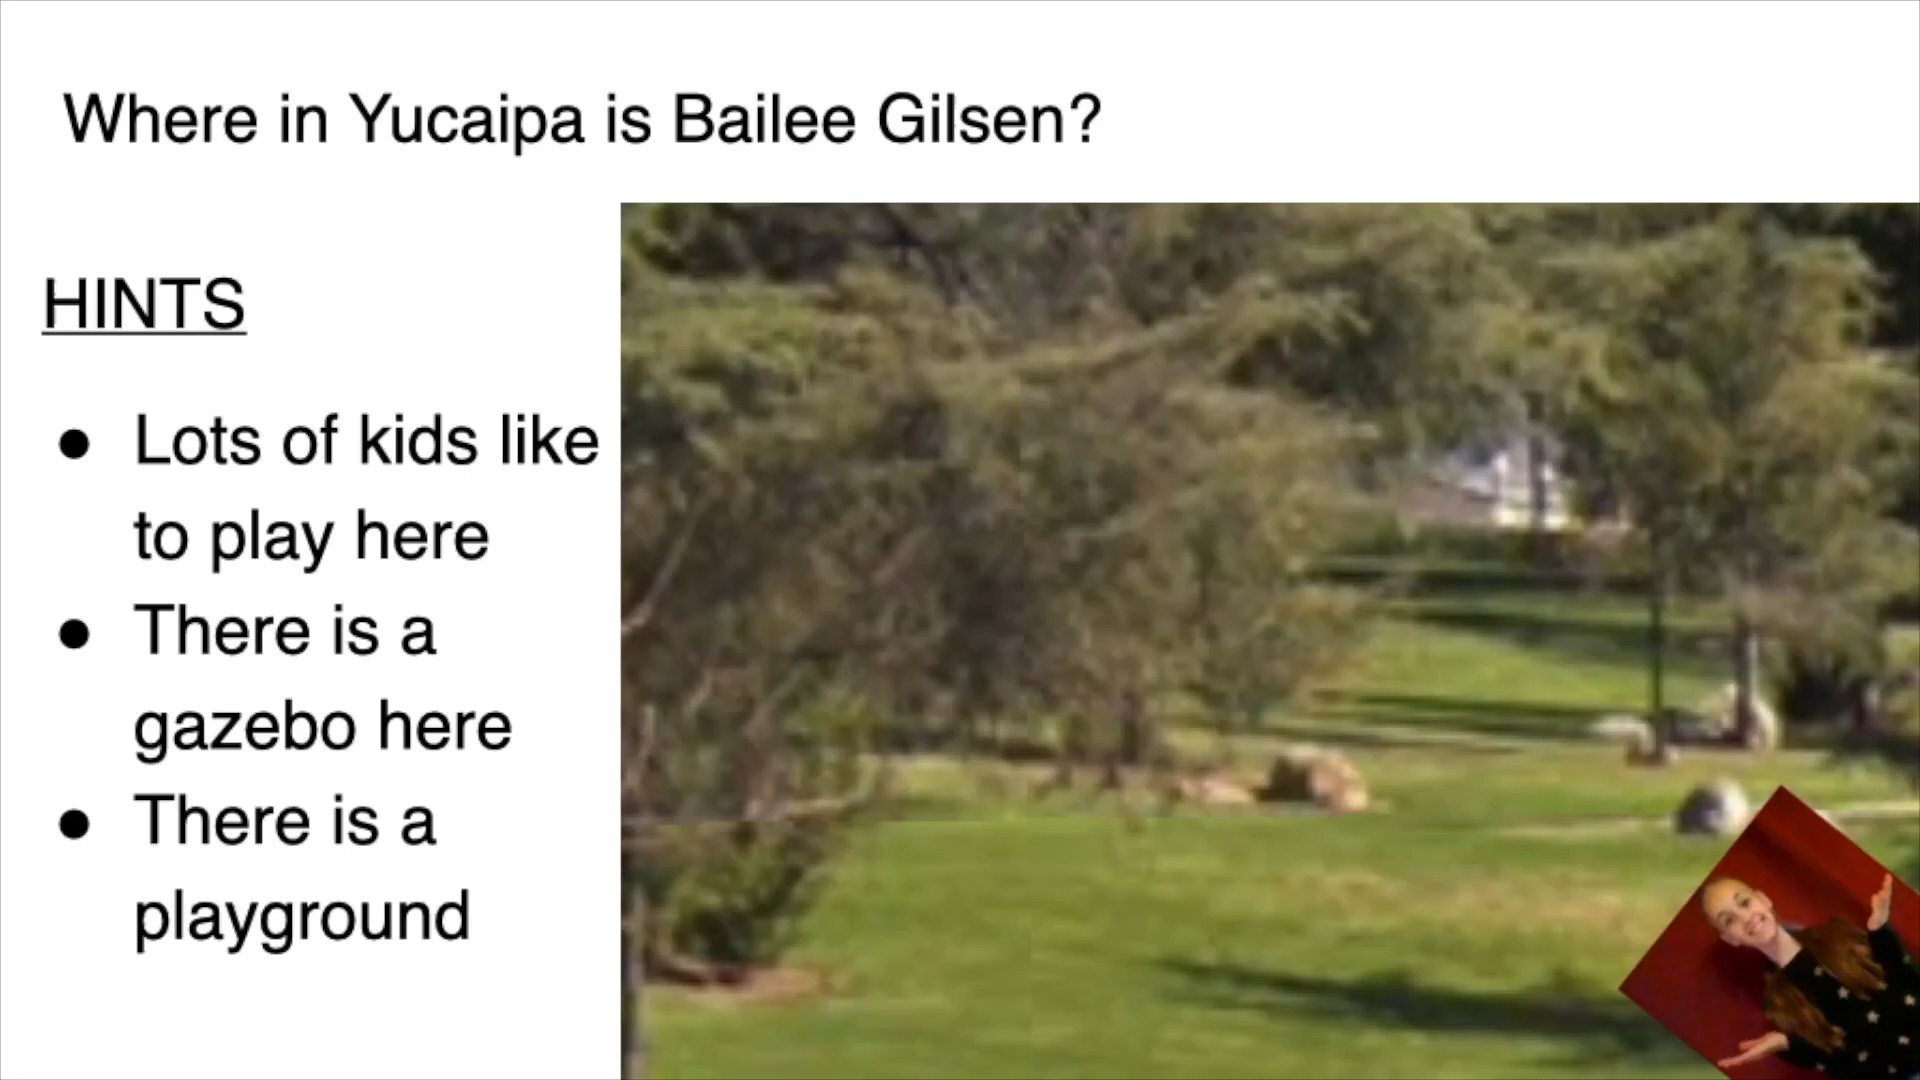 Where in Yucaipa is Bailee Gilsen?
HINTS
● Lots of kids like
to play here
● There is a
gazebo here
● There is a
playground